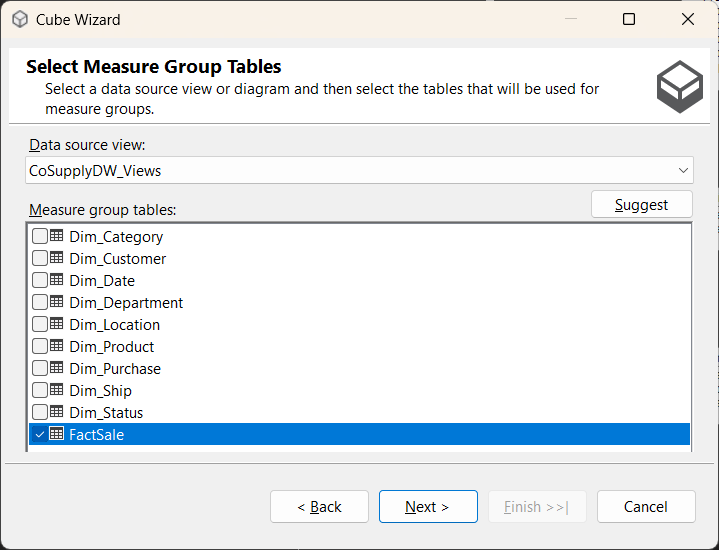 Cube Wizard
Select Measure Group Tables
Select a data source view or diagram and then select the tables that will be used for
measure groups.
Data source view:
CoSupplyDW_Views
Suggest
Measure group tables:
Dim_Category
Dim_Customer
Dim_Date
Dim_Department
Dim_Location
Dim_Product
Dim_Purchase
Dim_Ship
Dim_Status
FactSale
< Back
Next >
Finish >>|
Cancel